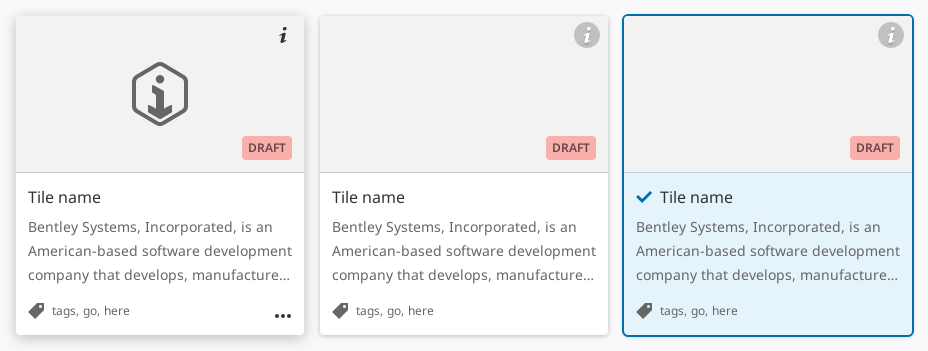 DRAFT
Tile name
Bentley Systems, Incorporated, is an
American-based software development
company that develops, manufacture...
tags, go, here
DRAFT
Tile name
Bentley Systems, Incorporated, is an
American-based software development
company that develops, manufacture...
tags, go, here
DRAFT
Tile name
Bentley Systems, Incorporated, is an
American-based software development
company that develops, manufacture...
tags, go, here